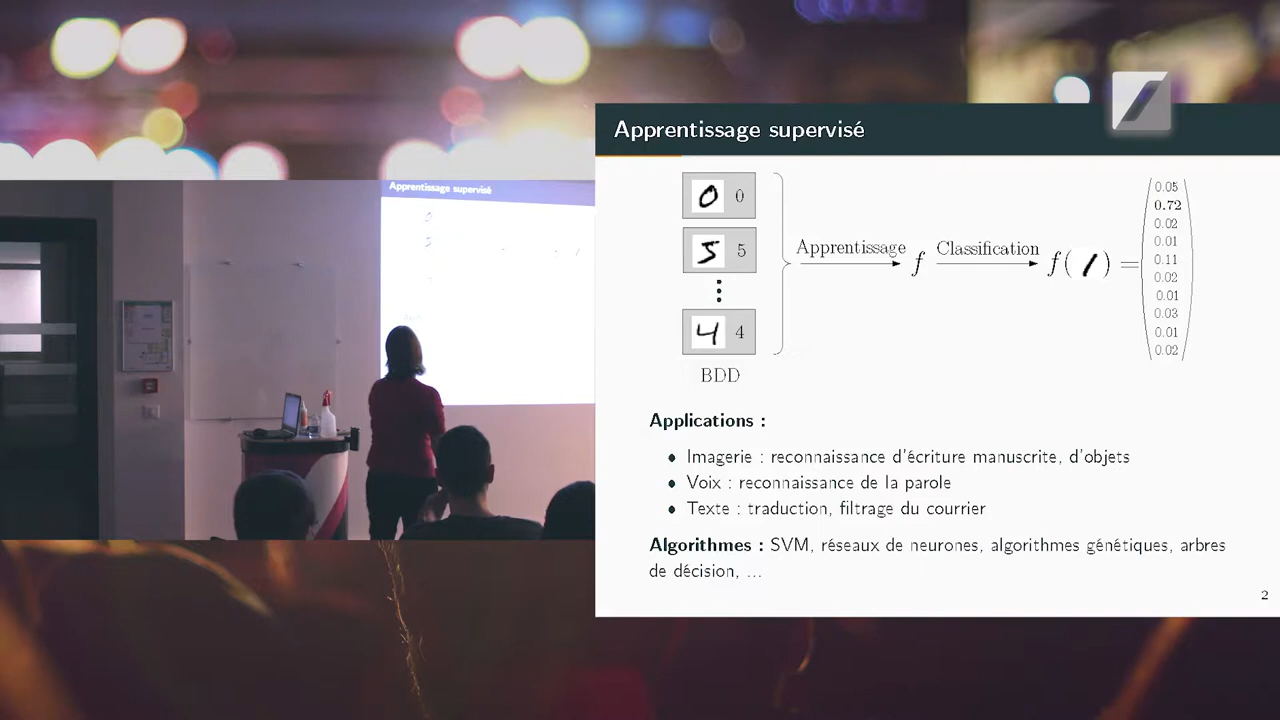 Apprentissage supervisé
Apprentissage supervisé
0 0
5 5
4 4
BDD
Apprentissage
f
Classification
f( / ) =
0.05
0.72
0.02
0.01
0.11
0.02
0.01
0.03
0.01
0.02
Applications :
• Imagerie : reconnaissance d'écriture manuscrite, d'objets
• Voix : reconnaissance de la parole
• Texte : traduction, filtrage du courrier
Algorithmes : SVM, réseaux de neurones, algorithmes génétiques, arbres
de décision, ...
2